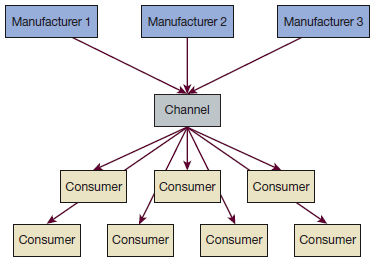 Manufacturer 1
Manufacturer 2
Manufacturer 3
Channel
Consumer
Consumer
Consumer
Consumer
Consumer
Consumer
Consumer